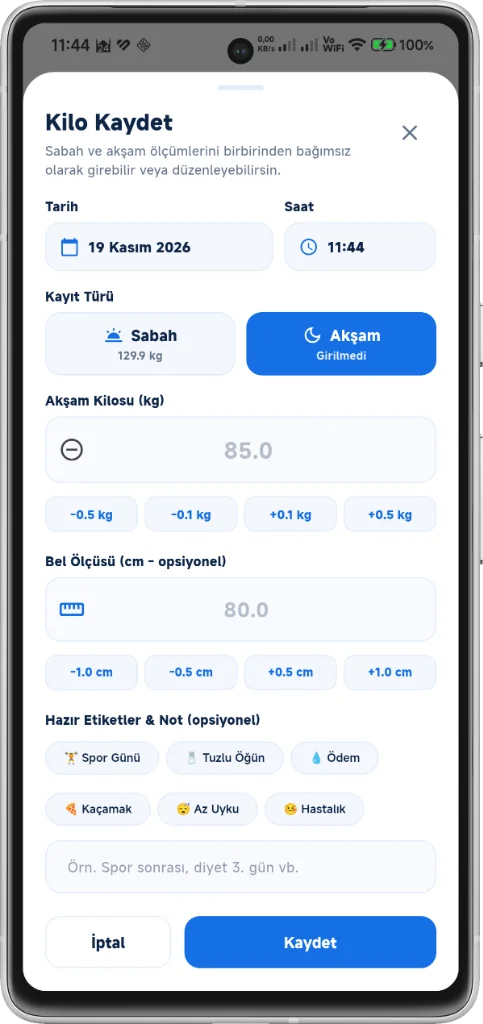 11:44 0,00 KB/s Vo WiFi 100%
Kilo Kaydet
Sabah ve akşam ölçümlerini birbirinden bağımsız
olarak girebilir veya düzenleyebilirsin.
Tarih Saat
19 Kasım 2026 11:44
Kayıt Türü
Sabah Akşam
129.9 kg Girilmedi
Akşam Kilosu (kg)
85.0
-0.5 kg -0.1 kg +0.1 kg +0.5 kg
Bel Ölçüsü (cm - opsiyonel)
80.0
-1.0 cm -0.5 cm +0.5 cm +1.0 cm
Hazır Etiketler & Not (opsiyonel)
Spor Günü Tuzlu Öğün Ödem
Kaçamak Az Uyku Hastalık
Örn. Spor sonrası, diyet 3. gün vb.
İptal Kaydet